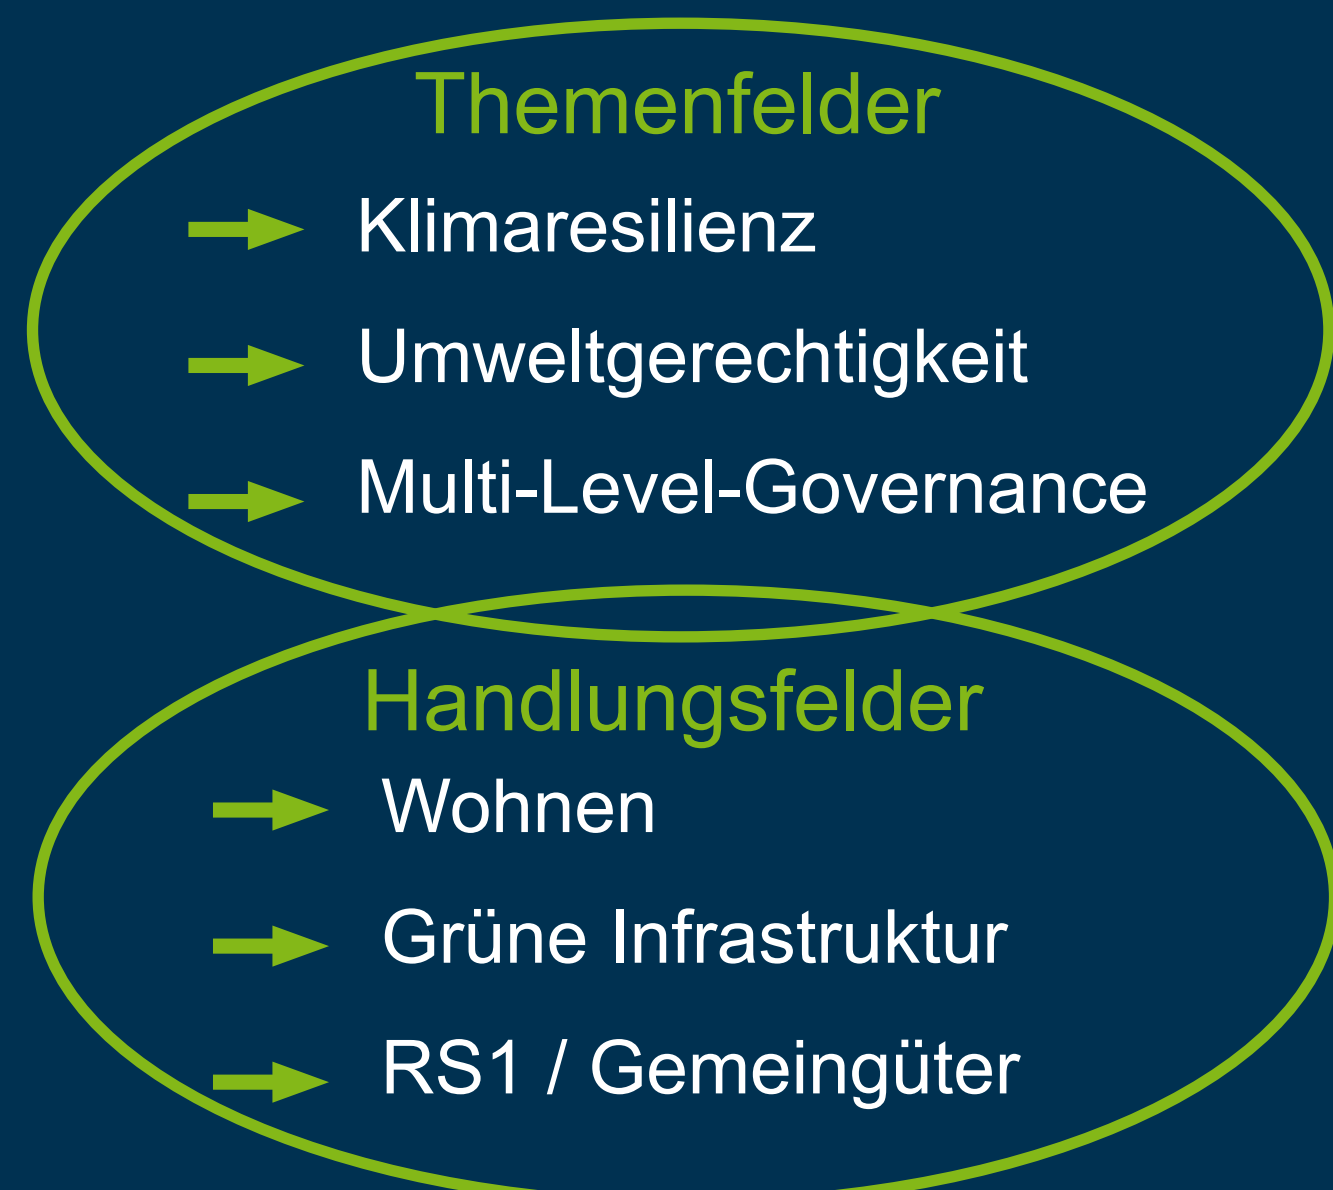 Themenfelder
Klimaresilienz
Umweltgerechtigkeit
Multi-Level-Governance
Handlungsfelder
Wohnen
Grüne Infrastruktur
RS1 / Gemeingüter